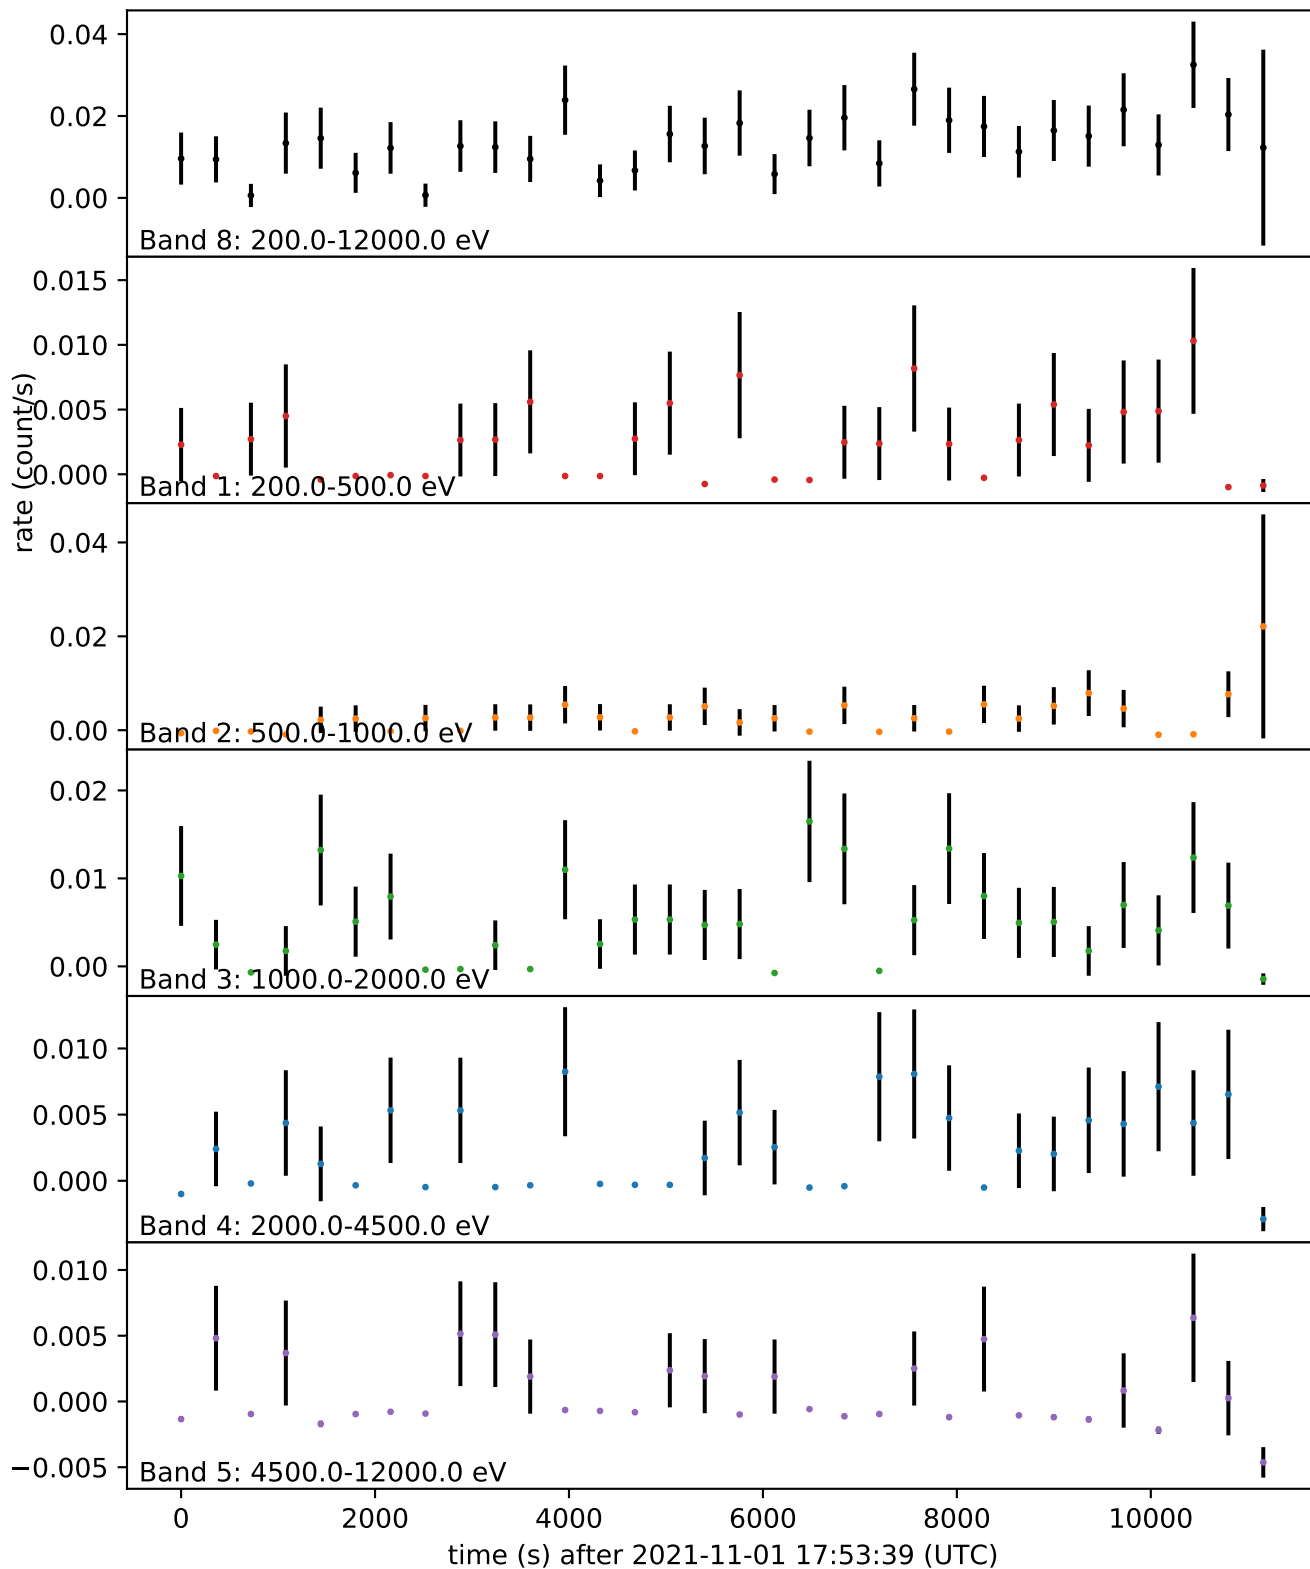 0.04
0.02
0.00
Band 8: 200.0-12000.0 eV
0.015
0.010
0.005
0.000
Band 1: 200.0-500.0 eV
rate (count/s)
0.04
0.02
0.00
Band 2: 500.0-1000.0 eV
0.02
0.01
0.00
Band 3: 1000.0-2000.0 eV
0.010
0.005
0.000
Band 4: 2000.0-4500.0 eV
0.010
0.005
0.000
−0.005
Band 5: 4500.0-12000.0 eV
0 2000 4000 6000 8000 10000
time (s) after 2021-11-01 17:53:39 (UTC)